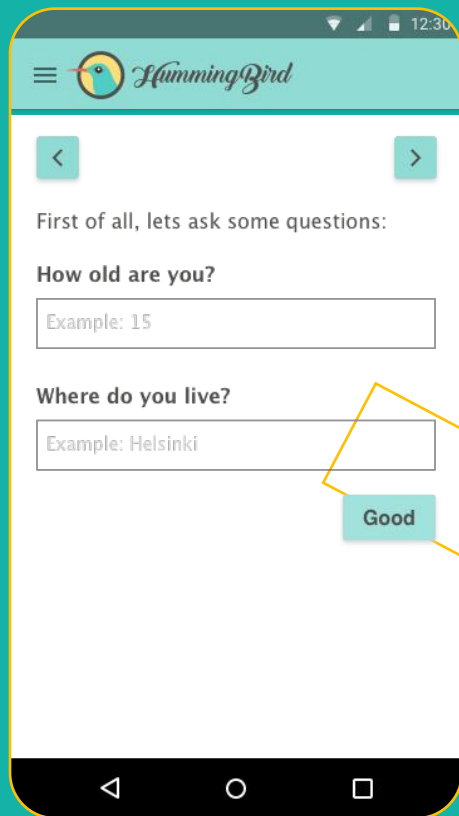 12:30
HummingBird
First of all, lets ask some questions:
How old are you?
Example: 15
Where do you live?
Example: Helsinki
Good